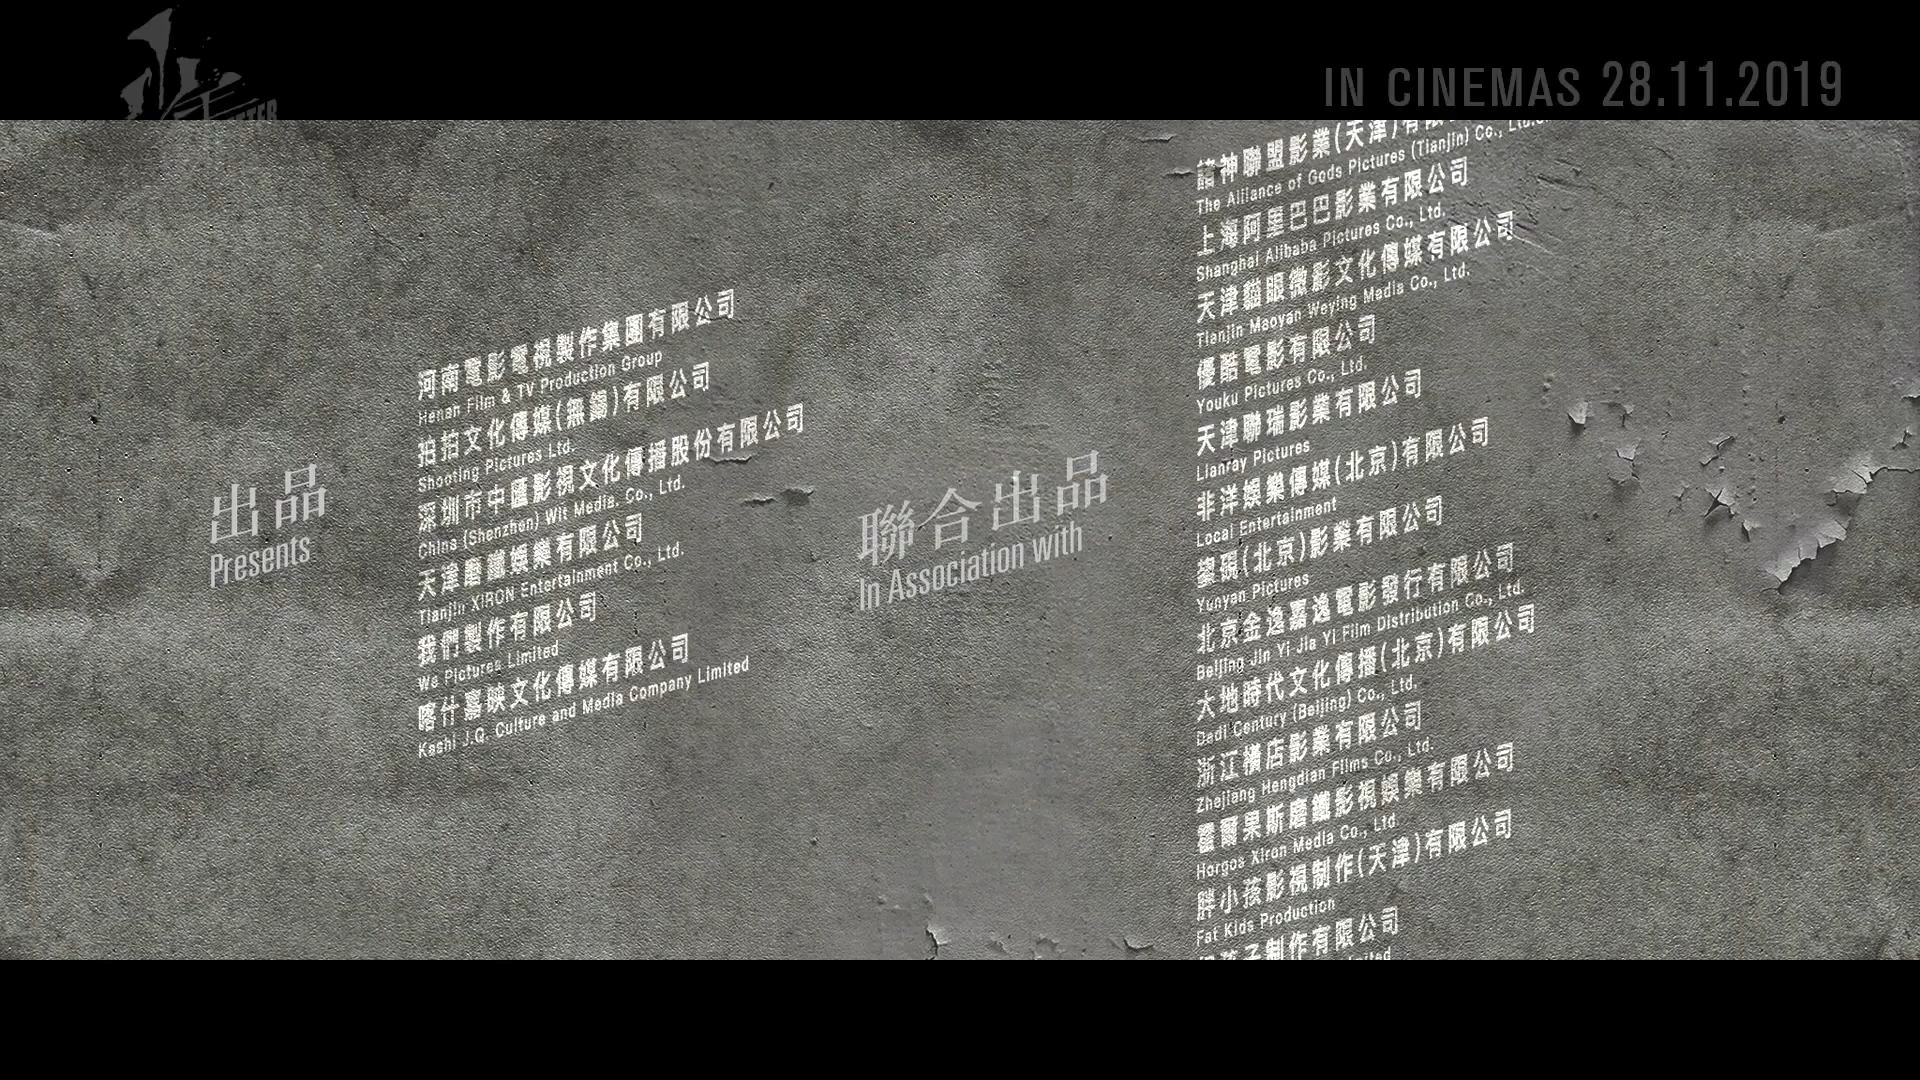 IN CINEMAS 28.11.2019
出品
Presents
河南電影電視製作集團有限公司
Henan Film & TV Production Group
拍拍文化傳媒(無錫)有限公司
Shooting Pictures Ltd.
深圳市中匯影視文化傳播股份有限公司
China (Shenzhen) Wit Media. Co., Ltd.
天津磨鐵娛樂有限公司
Tianjin XIRON Entertainment Co., Ltd.
我們製作有限公司
We Pictures Limited
喀什嘉映文化傳媒有限公司
Kashi J.Q. Culture and Media Company Limited
聯合出品
In Association with
諸神聯盟影業(天津)有限
The Alliance of Gods Pictures (Tianjin) Co., Ltd.
上海阿里巴巴影業有限公司
Shanghai Alibaba Pictures Co., Ltd.
天津貓眼微影文化傳媒有限公司
Tianjin Maoyan Weying Media Co., Ltd.
優酷電影有限公司
Youku Pictures Co., Ltd.
天津聯瑞影業有限公司
Lianray Pictures
非洋娛樂傳媒(北京)有限公司
Local Entertainment
硯(北京)影業有限公司
Yunyan Pictures
北京金逸嘉逸電影發行有限公司
Beijing Jin Yi Jia Yi Film Distribution Co., Ltd.
大地時代文化傳播(北京)有限公司
Dadi Century (Beijing) Co., Ltd.
浙江橫店影業有限公司
Zhejiang Hengdian Films Co., Ltd.
霍爾果斯磨鐵影視娛樂有限公司
Horgos Xiron Media Co., Ltd
胖小孩影視制作(天津)有限公司
Fat Kids Production
孩子制作有限公司